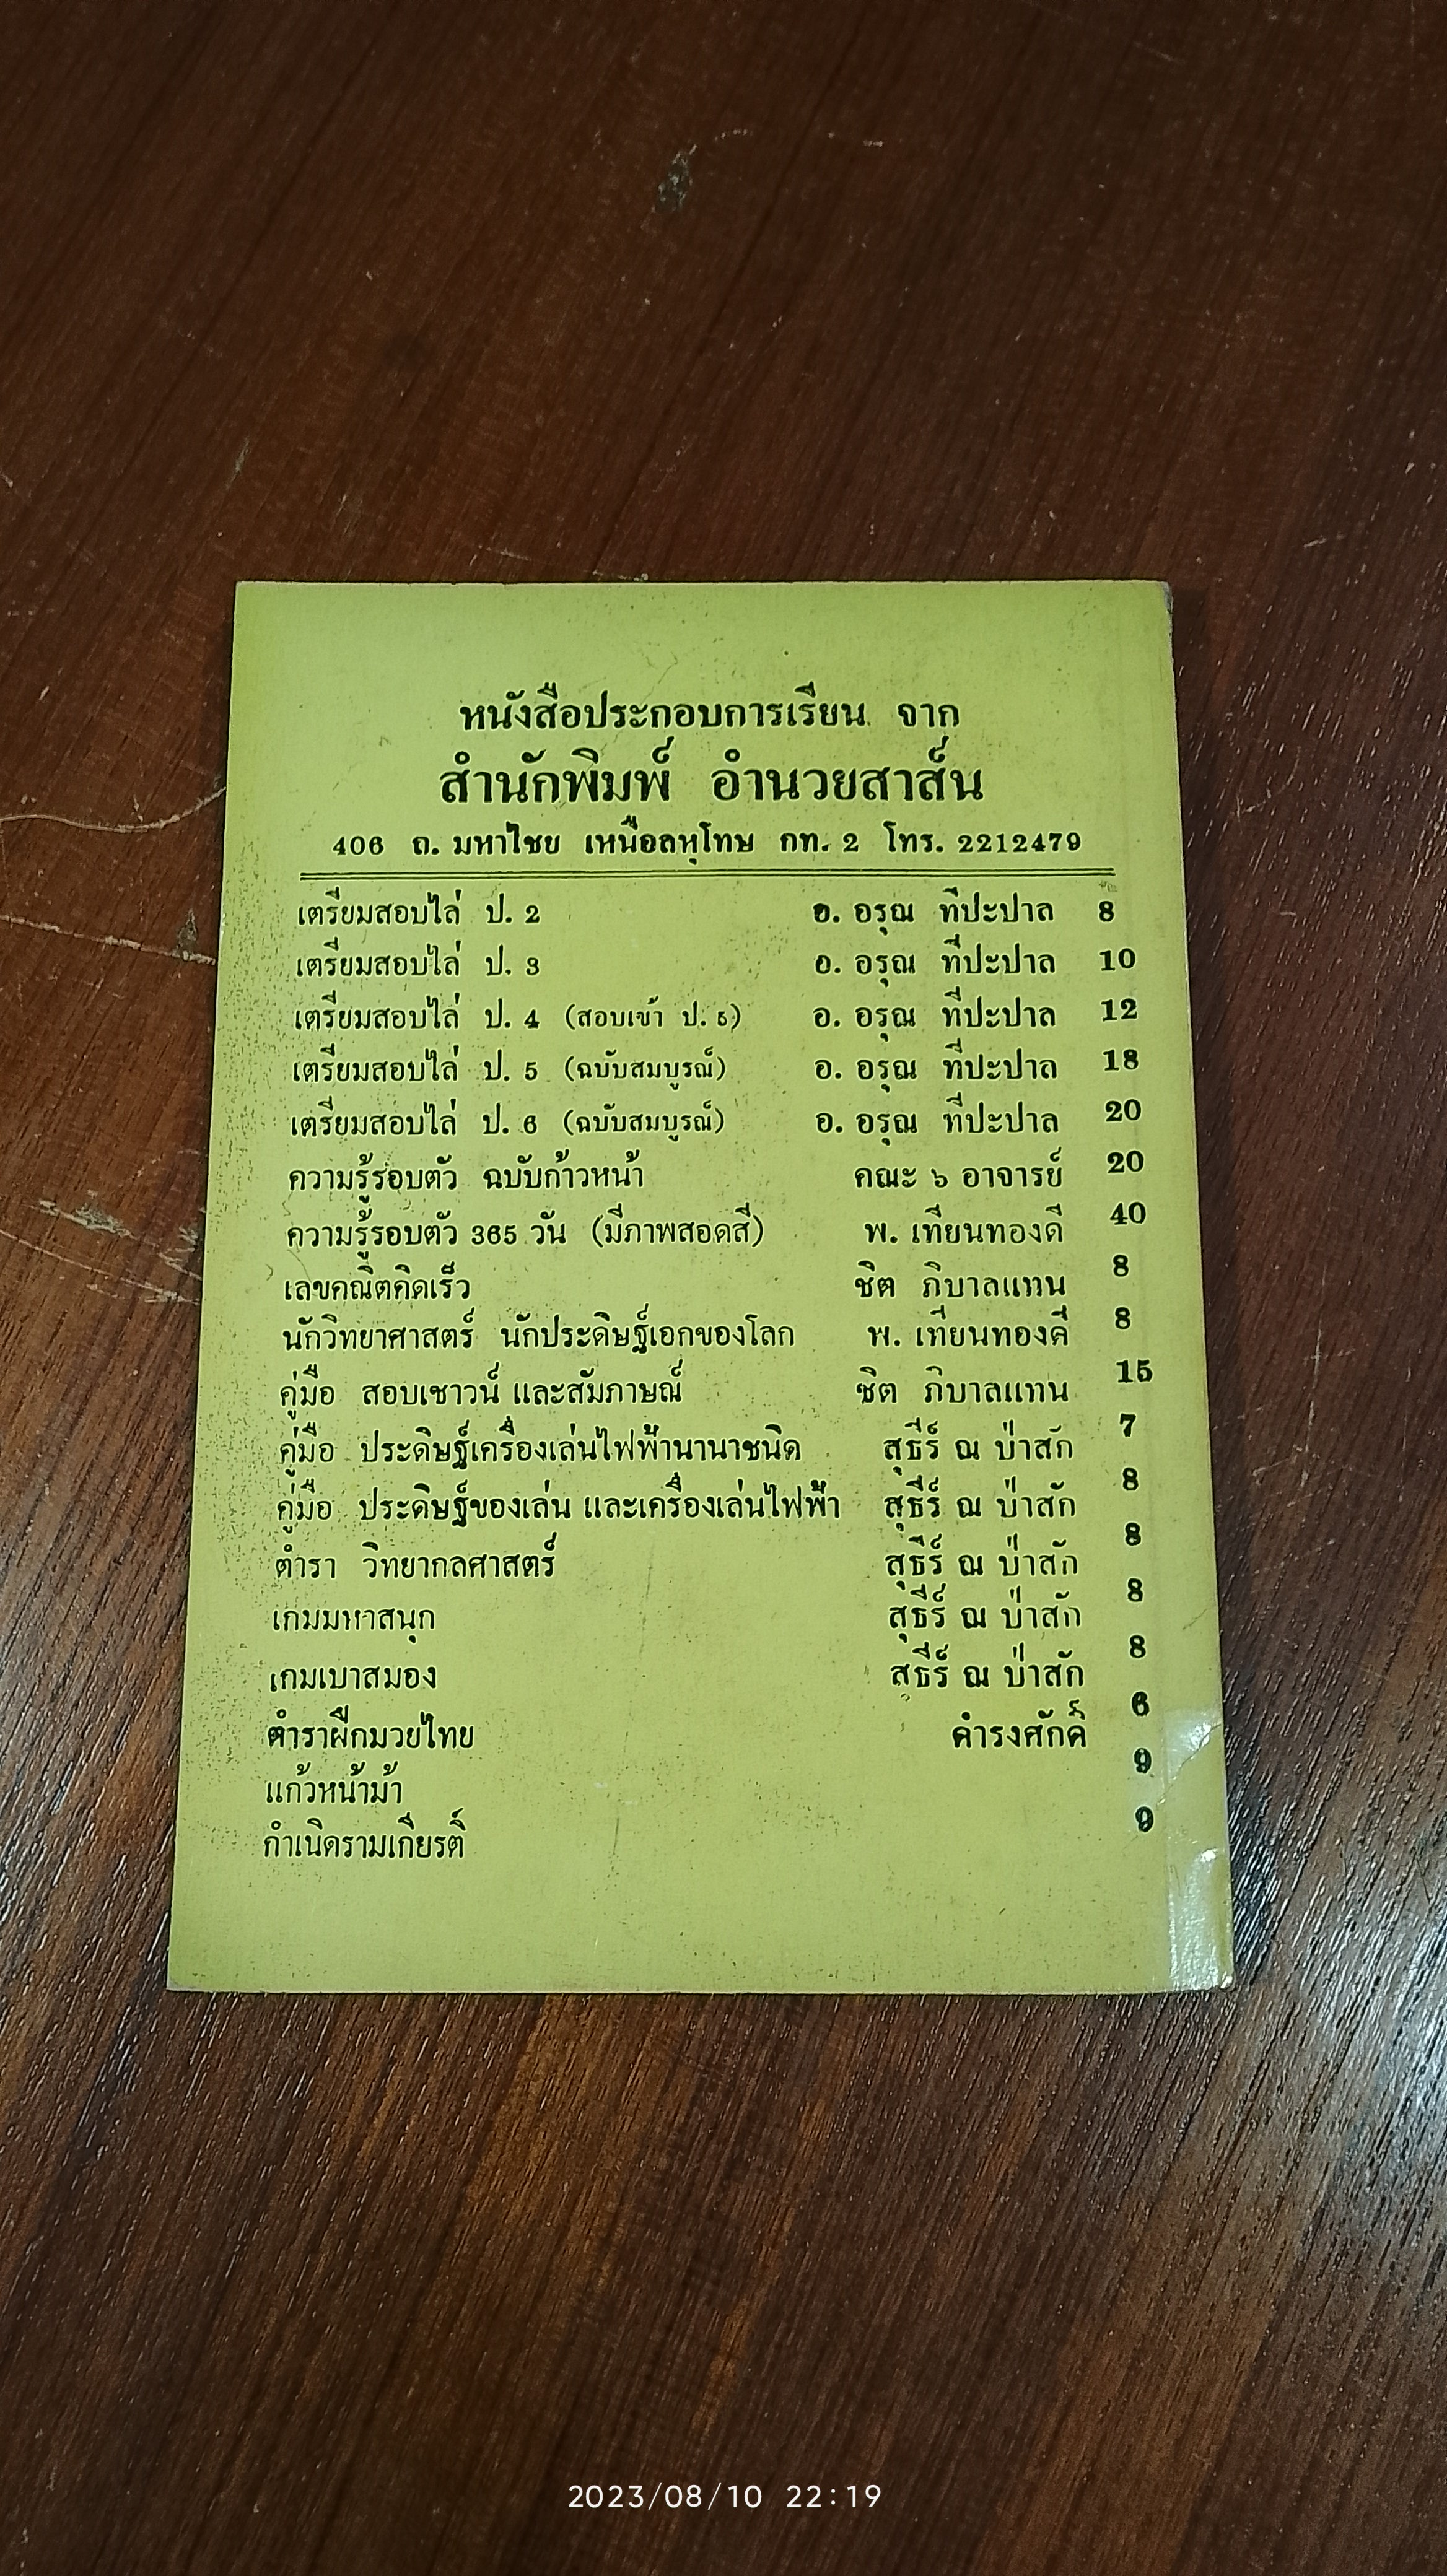 หนังสือประกอบการเรียน จาก
สำนักพิมพ์ อำนวยสาส์น
406 ถ. มหาไชย เหนือลหุโทษ กท. 2 โทร. 2212479
เตรียมสอบไล่ ป. 2 อ. อรุณ ทีปะปาล 8
เตรียมสอบไล่ ป. 3 อ. อรุณ ทีปะปาล 10
เตรียมสอบไล่ ป. 4 (สอบเข้า ป. 5) อ. อรุณ ทีปะปาล 12
เตรียมสอบไล่ ป. 5 (ฉบับสมบูรณ์) อ. อรุณ ทีปะปาล 18
เตรียมสอบไล่ ป. 6 (ฉบับสมบูรณ์) อ. อรุณ ทีปะปาล 20
ความรู้รอบตัว ฉบับก้าวหน้า คณะ ๖ อาจารย์ 20
ความรู้รอบตัว 365 วัน (มีภาพสอดสี) พ. เทียนทองดี 40
เลขคณิตคิดเร็ว ชิต ภิบาลแทน 8
นักวิทยาศาสตร์ นักประดิษฐ์เอกของโลก พ. เทียนทองดี 8
คู่มือ สอบเชาวน์ และสัมภาษณ์ ชิต ภิบาลแทน 15
คู่มือ ประดิษฐ์เครื่องเล่นไฟฟ้านานาชนิด สุธีร์ ณ ป่าสัก 7
คู่มือ ประดิษฐ์ของเล่น และเครื่องเล่นไฟฟ้า สุธีร์ ณ ป่าสัก 8
ตำรา วิทยากลศาสตร์ สุธีร์ ณ ป่าสัก 8
เกมมหาสนุก สุธีร์ ณ ป่าสัก 8
เกมเบาสมอง สุธีร์ ณ ป่าสัก 8
ตำราฝึกมวยไทย ดำรงศักดิ์ 6
แก้วหน้าม้า 9
กำเนิดรามเกียรติ์ 9
2023/08/10 22:19